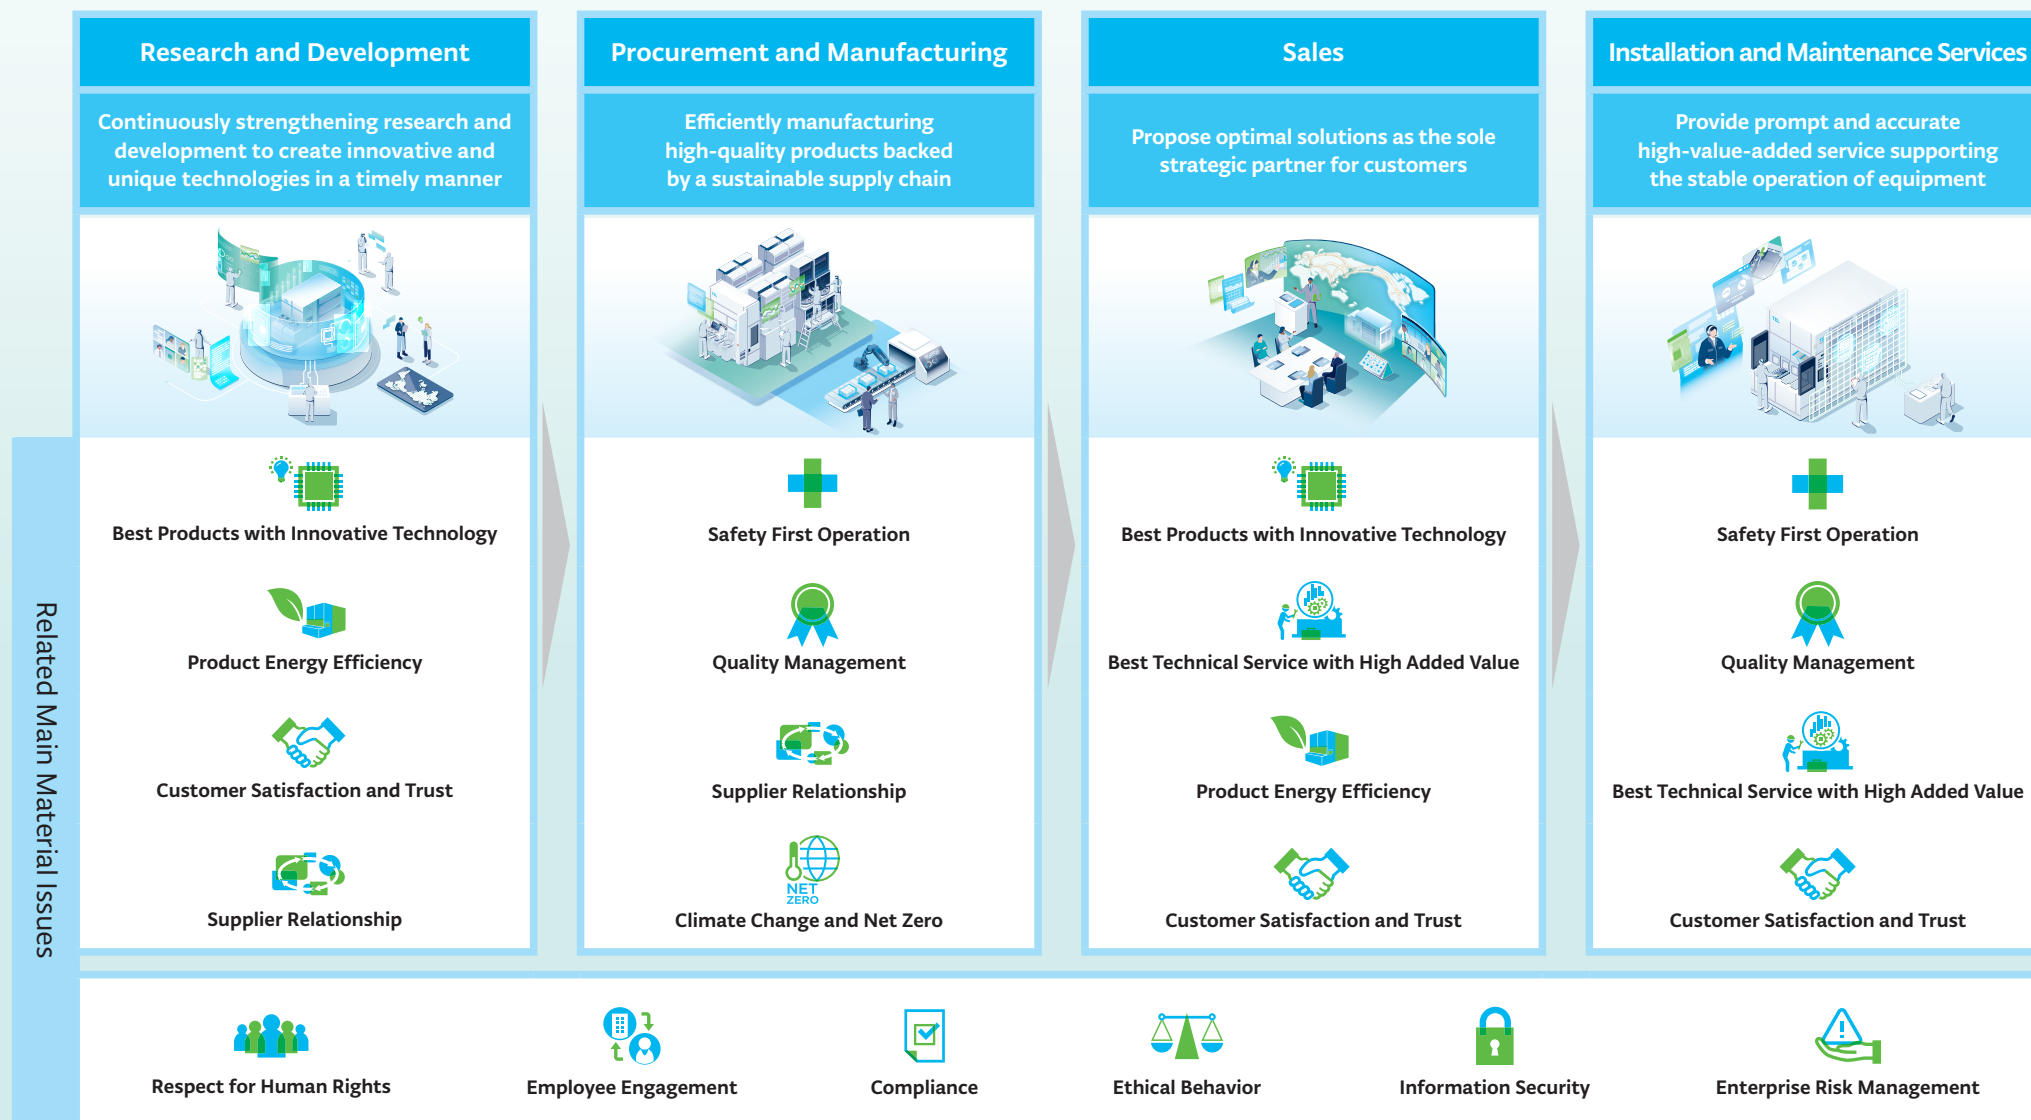 Research and Development
Continuously strengthening research and
development to create innovative and
unique technologies in a timely manner
Best Products with Innovative Technology
Product Energy Efficiency
Customer Satisfaction and Trust
Supplier Relationship
Procurement and Manufacturing
Efficiently manufacturing
high-quality products backed
by a sustainable supply chain
Safety First Operation
Quality Management
Supplier Relationship
NET
ZERO
Climate Change and Net Zero
Sales
Propose optimal solutions as the sole
strategic partner for customers
Best Products with Innovative Technology
Best Technical Service with High Added Value
Product Energy Efficiency
Customer Satisfaction and Trust
Installation and Maintenance Services
Provide prompt and accurate
high-value-added service supporting
the stable operation of equipment
Safety First Operation
Quality Management
Best Technical Service with High Added Value
Customer Satisfaction and Trust
Related Main Material Issues
Respect for Human Rights
Employee Engagement
Compliance
Ethical Behavior
Information Security
Enterprise Risk Management